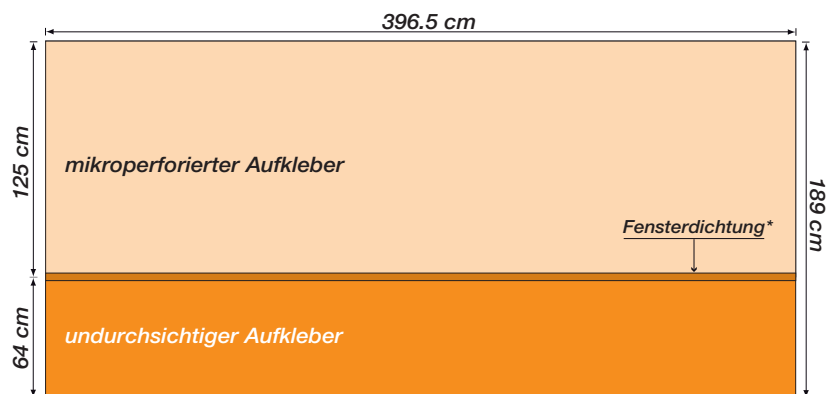 396.5 cm
125 cm
mikroperforierter Aufkleber
189 cm
Fensterdichtung*
64 cm
undurchsichtiger Aufkleber